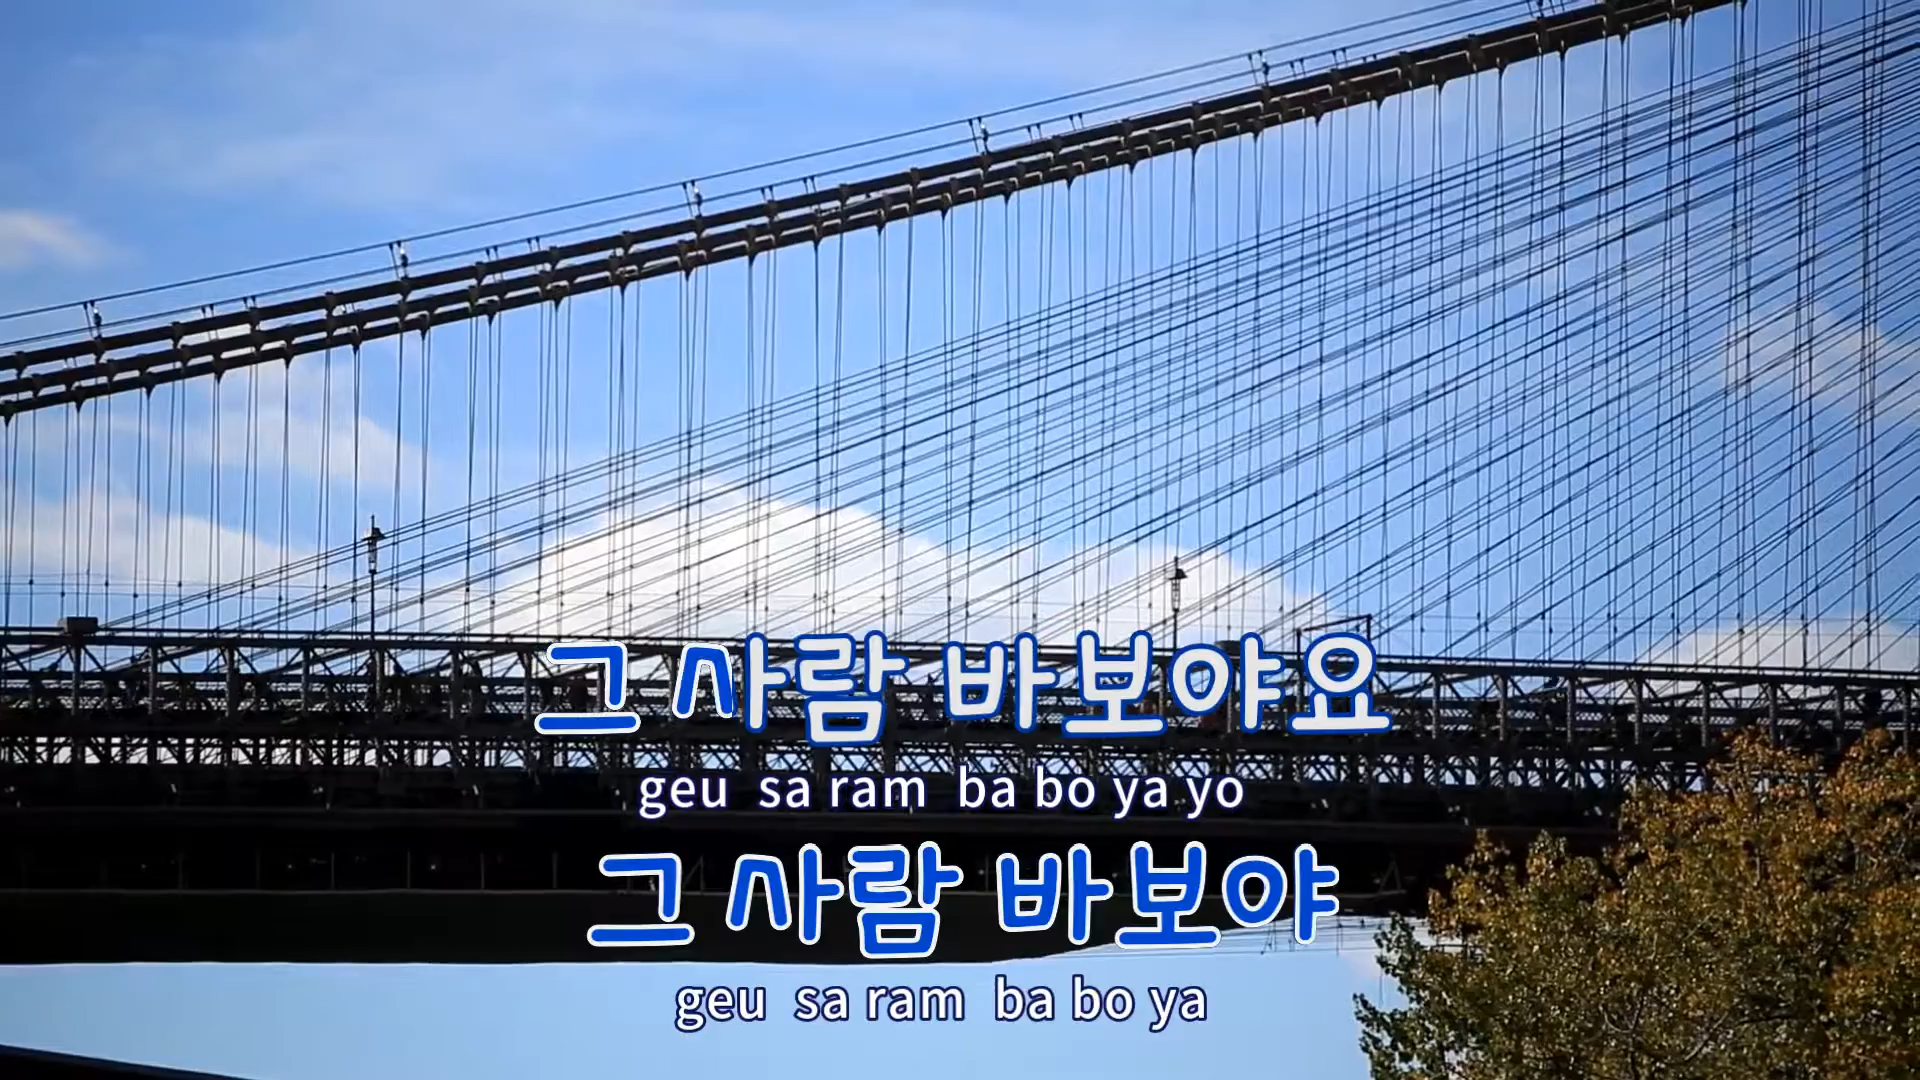 그 사람 바보야요
geu sa ram ba bo ya yo
그 사람 바보야
geu sa ram ba bo ya